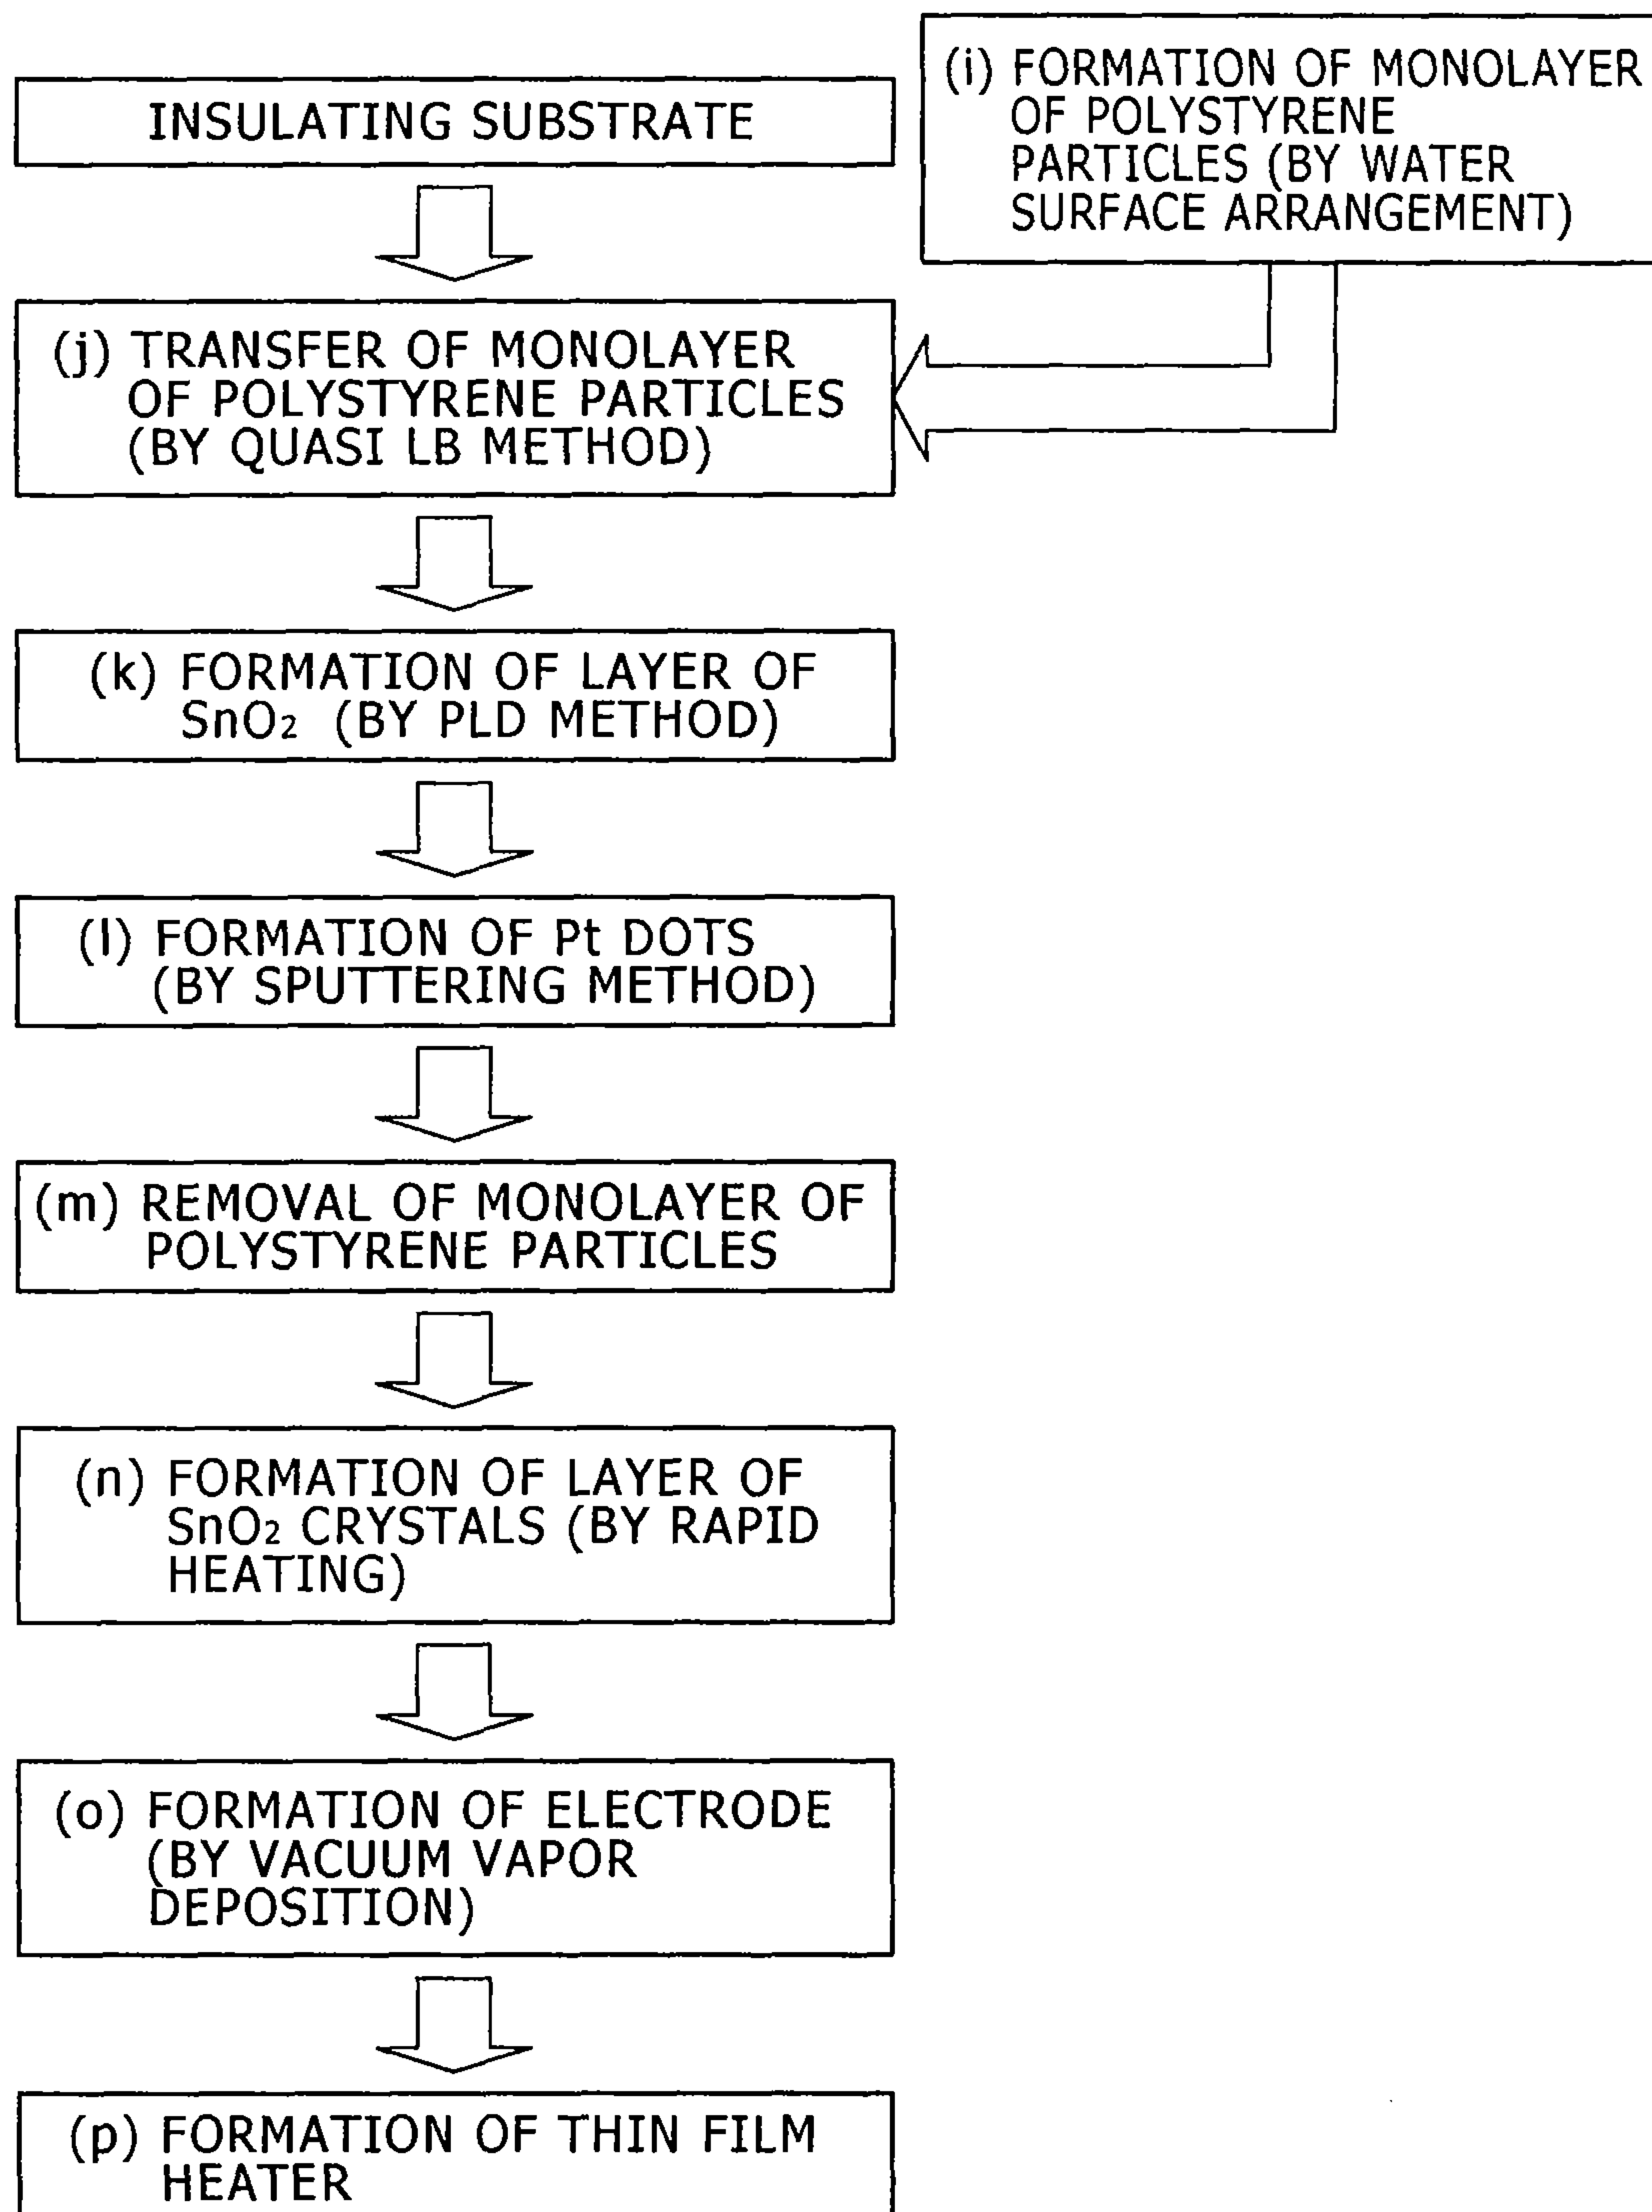 INSULATING SUBSTRATE
(i) FORMATION OF MONOLAYER
OF POLYSTYRENE
PARTICLES (BY WATER
SURFACE ARRANGEMENT)
(j) TRANSFER OF MONOLAYER
OF POLYSTYRENE PARTICLES
(BY QUASI LB METHOD)
(k) FORMATION OF LAYER OF
SnO₂ (BY PLD METHOD)
(l) FORMATION OF Pt DOTS
(BY SPUTTERING METHOD)
(m) REMOVAL OF MONOLAYER OF
POLYSTYRENE PARTICLES
(n) FORMATION OF LAYER OF
SnO₂ CRYSTALS (BY RAPID
HEATING)
(o) FORMATION OF ELECTRODE
(BY VACUUM VAPOR
DEPOSITION)
(p) FORMATION OF THIN FILM
HEATER